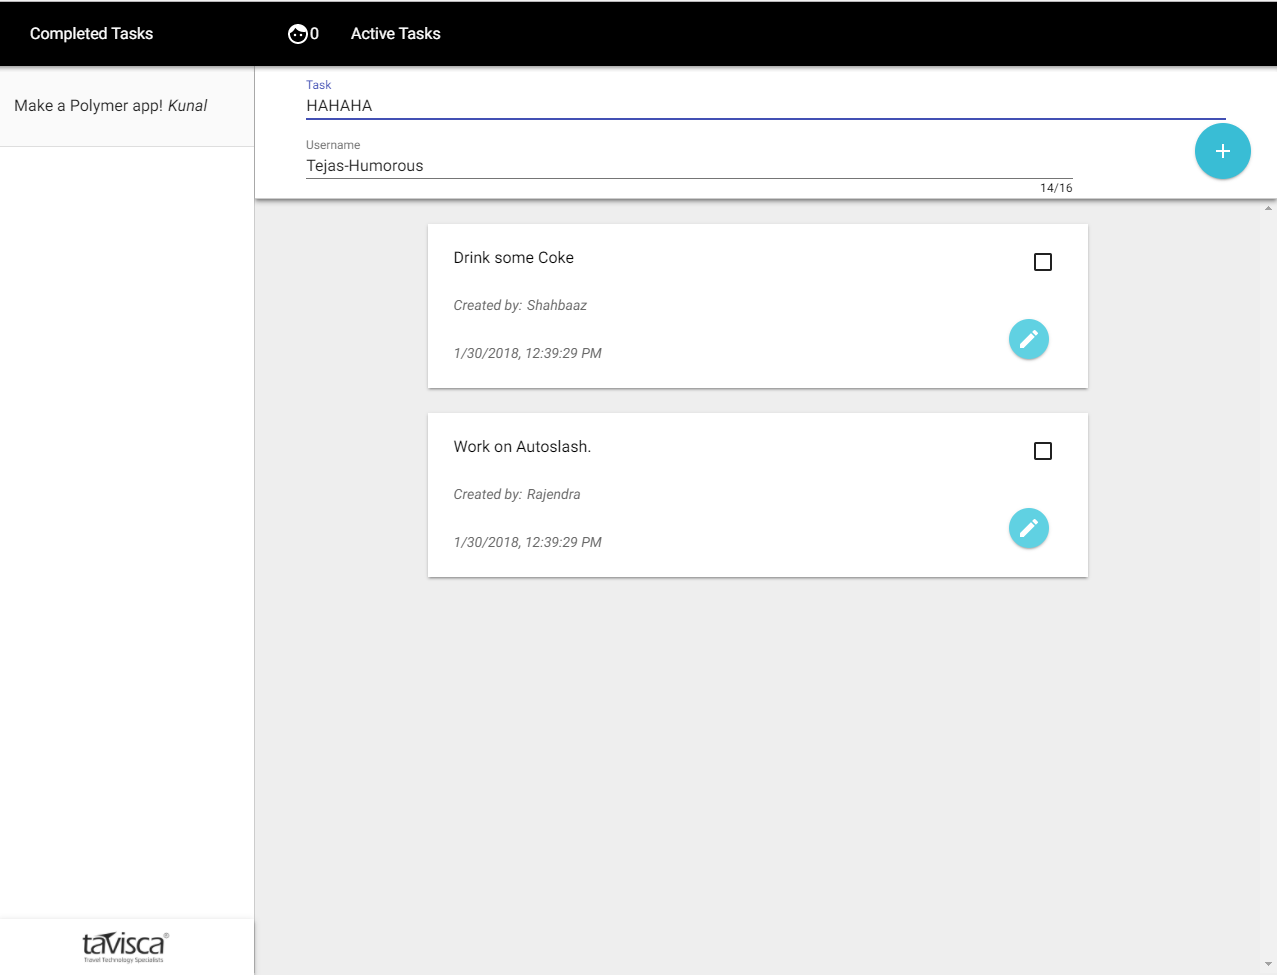 Completed Tasks
0
Active Tasks
Make a Polymer app! Kunal
Task
HAHAHA
Username
Tejas-Humorous
14/16
Drink some Coke
Created by: Shahbaaz
1/30/2018, 12:39:29 PM
Work on Autoslash.
Created by: Rajendra
1/30/2018, 12:39:29 PM
tavisca®
Travel Technology Specialists